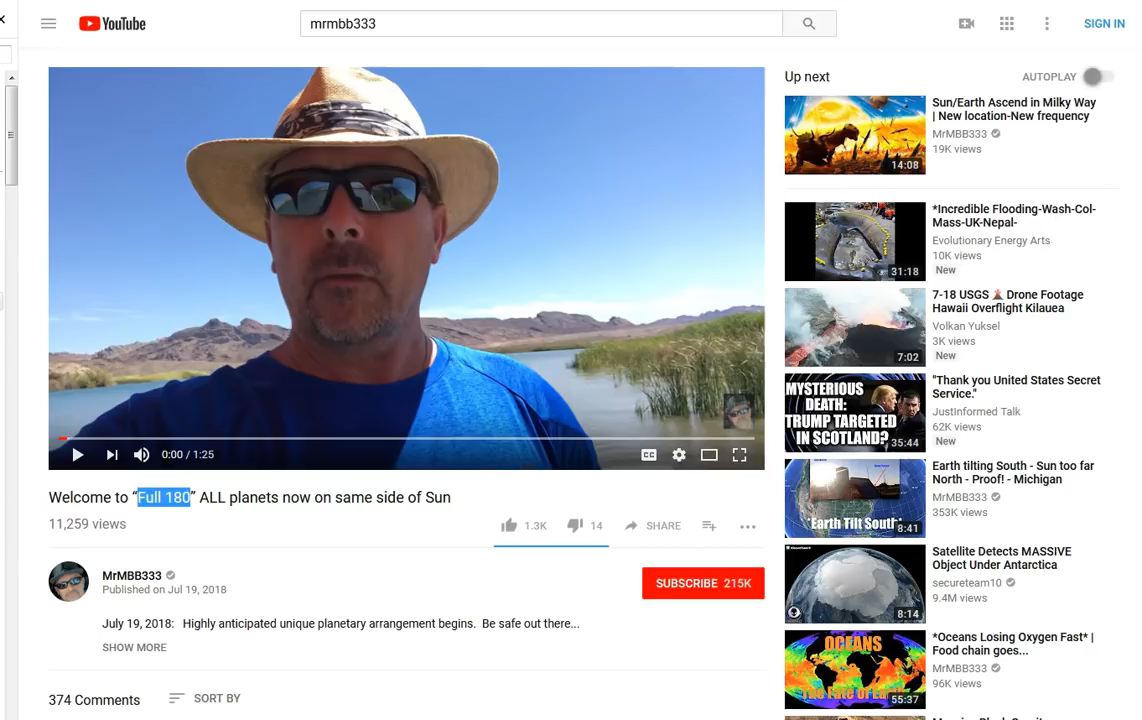 YouTube
mrmbb333
SIGN IN
0:00 / 1:25
CC
Welcome to “Full 180” ALL planets now on same side of Sun
11,259 views
1.3K 14 SHARE
MrMBB333
Published on Jul 19, 2018
SUBSCRIBE 215K
July 19, 2018: Highly anticipated unique planetary arrangement begins. Be safe out there...
SHOW MORE
374 Comments SORT BY
Up next
AUTOPLAY
14:08
Sun/Earth Ascend in Milky Way
| New location-New frequency
MrMBB333
19K views
31:18
*Incredible Flooding-Wash-Col-
Mass-UK-Nepal-
Evolutionary Energy Arts
10K views
New
7:02
7-18 USGS 🌋 Drone Footage
Hawaii Overflight Kilauea
Volkan Yuksel
3K views
New
MYSTERIOUS
DEATH:
TRUMP TARGETED
IN SCOTLAND?
35:44
"Thank you United States Secret
Service."
JustInformed Talk
62K views
New
*Earth Tilt South-*
8:41
Earth tilting South - Sun too far
North - Proof! - Michigan
MrMBB333
353K views
8:14
Satellite Detects MASSIVE
Object Under Antarctica
secureteam10
9.4M views
OCEANS
The Fate Of
55:37
*Oceans Losing Oxygen Fast* |
Food chain goes...
MrMBB333
96K views